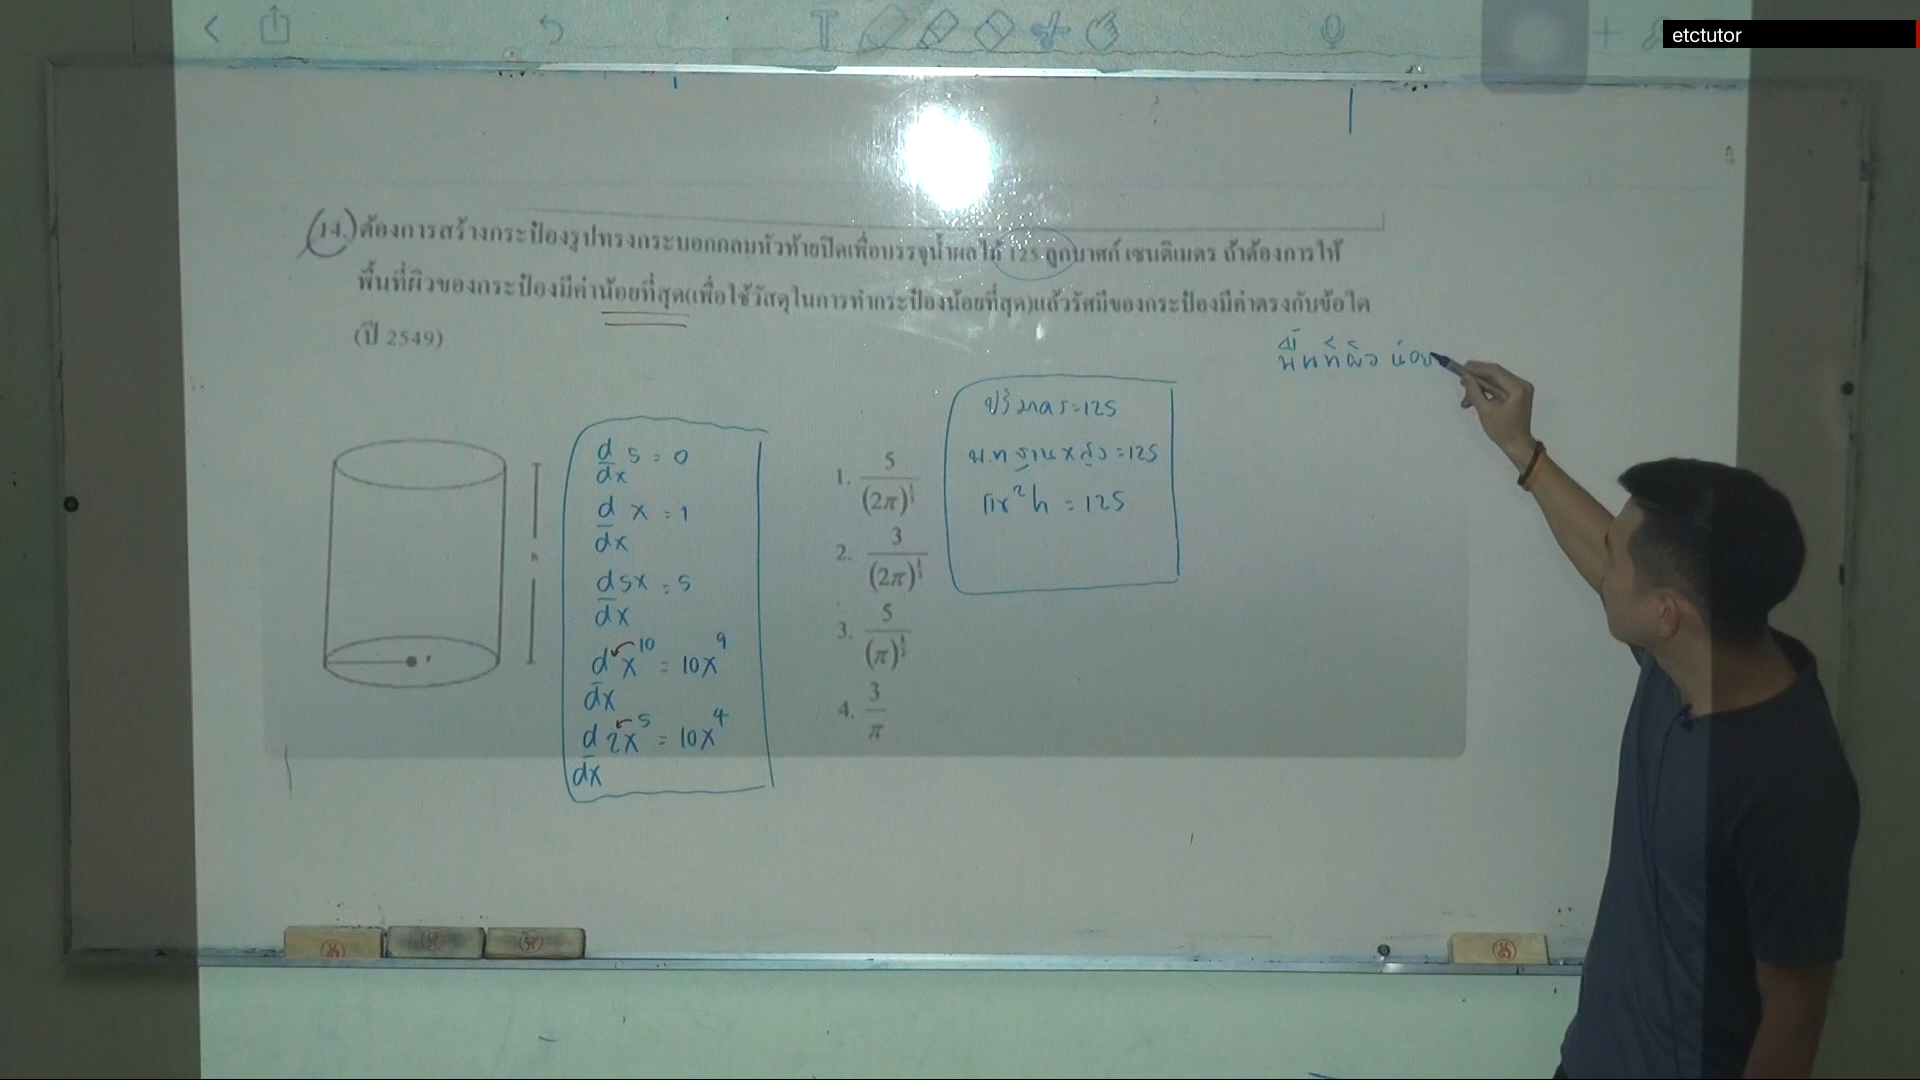 etctutor
14.) ต้องการสร้างกระป๋องรูปทรงกระบอกกลมหัวท้ายปิดเพื่อบรรจุน้ำผลไม้ 125 ลูกบาศก์ เซนติเมตร ถ้าต้องการให้
พื้นที่ผิวของกระป๋องมีค่าน้อยที่สุด(เพื่อใช้วัสดุในการทำกระป๋องน้อยที่สุด)แล้วรัศมีของกระป๋องมีค่าตรงกับข้อใด
(ปี 2549)
พื้นที่ผิว น้อย
h
r
d/dx 5 = 0
d/dx x = 1
d/dx 5x = 5
d/dx x^10 = 10x^9
d/dx 2x^5 = 10x^4
1. 5/(2π)^(1/3)
2. 3/(2π)^(1/3)
3. 5/(π)
4. 3/π
ปริมาตร = 125
พ.ท ฐาน x สูง = 125
πr²h = 125